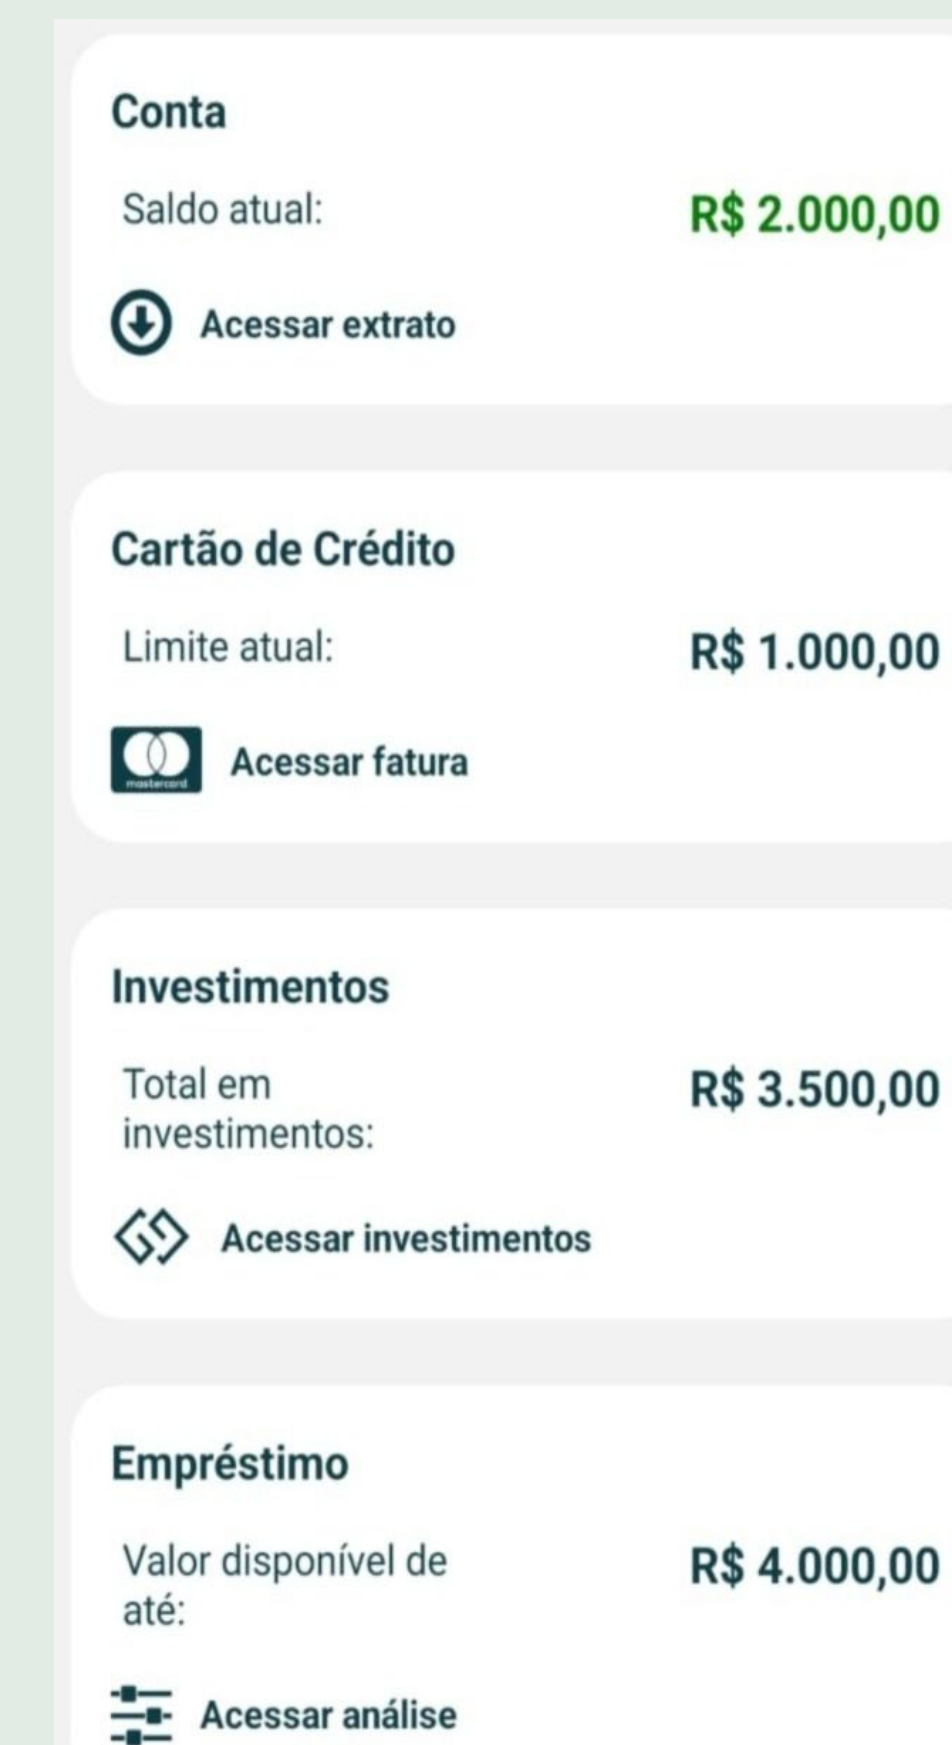 Conta
Saldo atual:
R$ 2.000,00
Acessar extrato
Cartão de Crédito
Limite atual:
R$ 1.000,00
mastercard
Acessar fatura
Investimentos
Total em
R$ 3.500,00
investimentos:
Acessar investimentos
Empréstimo
Valor disponível de
R$ 4.000,00
até:
Acessar análise